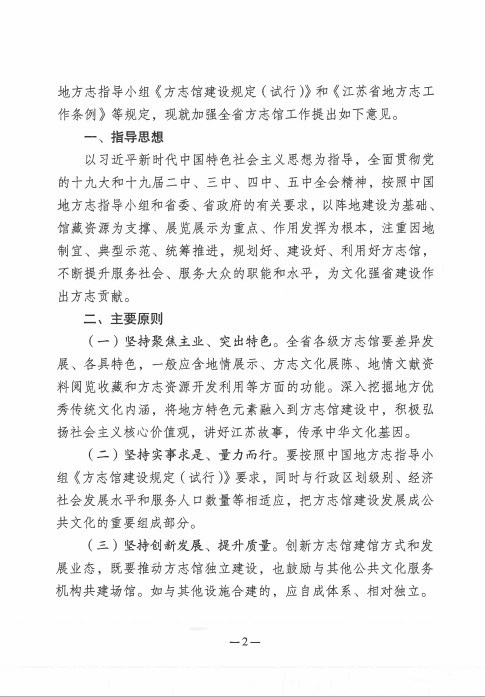 地方志指导小组《方志馆建设规定（试行）》和《江苏省地方志工
作条例》等规定，现就加强全省方志馆工作提出如下意见。
一、指导思想
以习近平新时代中国特色社会主义思想为指导，全面贯彻党
的十九大和十九届二中、三中、四中、五中全会精神，按照中国
地方志指导小组和省委、省政府的有关要求，以阵地建设为基础、
馆藏资源为支撑、展览展示为重点、作用发挥为根本，注重因地
制宜、典型示范、统筹推进，规划好、建设好、利用好方志馆，
不断提升服务社会、服务大众的职能和水平，为文化强省建设作
出方志贡献。
二、主要原则
（一）坚持聚焦主业、突出特色。全省各级方志馆要差异发
展、各具特色，一般应含地情展示、方志文化展陈、地情文献资
料阅览收藏和方志资源开发利用等方面的功能。深入挖掘地方优
秀传统文化内涵，将地方特色元素融入到方志馆建设中，积极弘
扬社会主义核心价值观，讲好江苏故事，传承中华文化基因。
（二）坚持实事求是、量力而行。要按照中国地方志指导小
组《方志馆建设规定（试行）》要求，同时与行政区划级别、经济
社会发展水平和服务人口数量等相适应，把方志馆建设发展成公
共文化的重要组成部分。
（三）坚持创新发展、提升质量。创新方志馆建馆方式和发
展业态，既要推动方志馆独立建设，也鼓励与其他公共文化服务
机构共建场馆。如与其他设施合建的，应自成体系、相对独立。
—2—